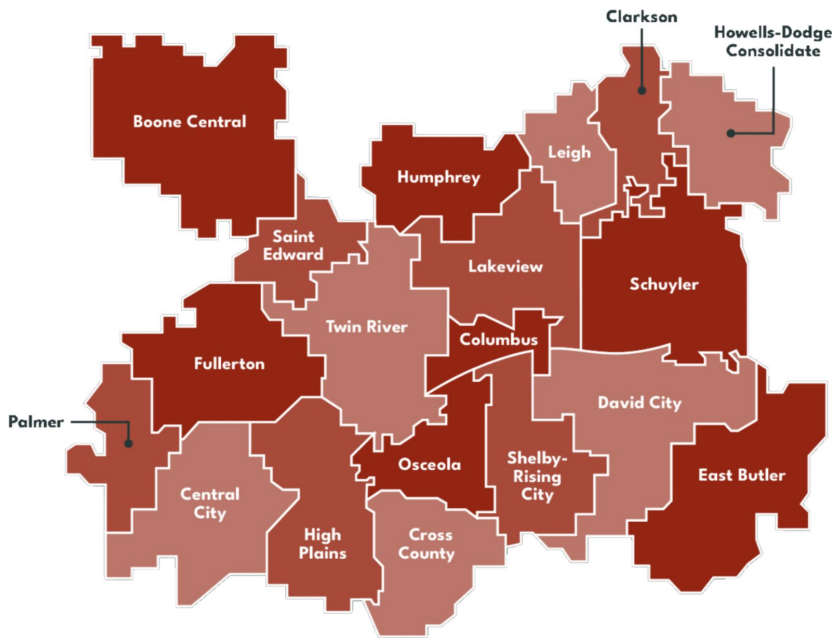 Clarkson
Howells-Dodge
Consolidate
Boone Central
Leigh
Humphrey
Saint
Edward
Lakeview
Schuyler
Twin River
Columbus
Fullerton
David City
Palmer
Osceola
Shelby-
Rising
City
East Butler
Central
City
High
Plains
Cross
County